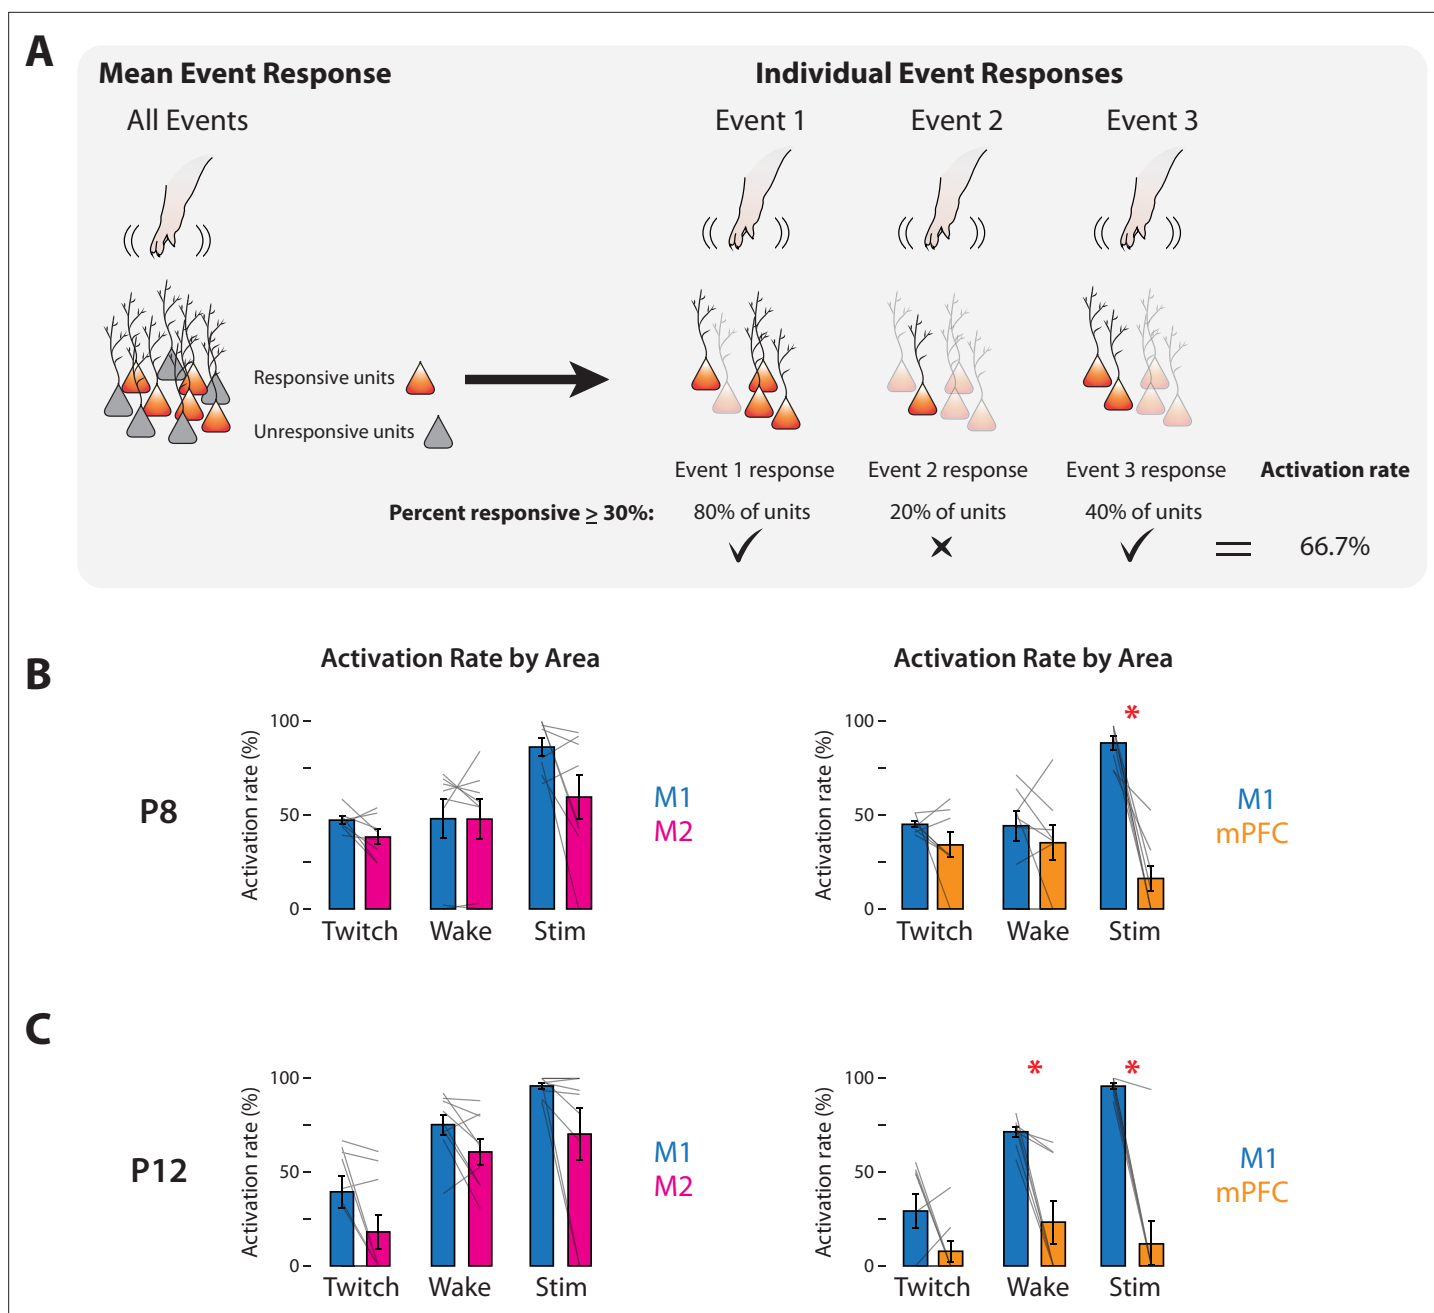 A
Mean Event Response
Individual Event Responses
All Events
Event 1
Event 2
Event 3
Responsive units
Unresponsive units
Event 1 response
Event 2 response
Event 3 response
Activation rate
Percent responsive ≥ 30%:
80% of units
20% of units
40% of units
=
66.7%
B
P8
Activation Rate by Area
Activation rate (%)
100
50
0
Twitch
Wake
Stim
M1
M2
Activation Rate by Area
Activation rate (%)
100
50
0
*
Twitch
Wake
Stim
M1
mPFC
C
P12
Activation rate (%)
100
50
0
Twitch
Wake
Stim
M1
M2
Activation rate (%)
100
50
0
*
*
Twitch
Wake
Stim
M1
mPFC